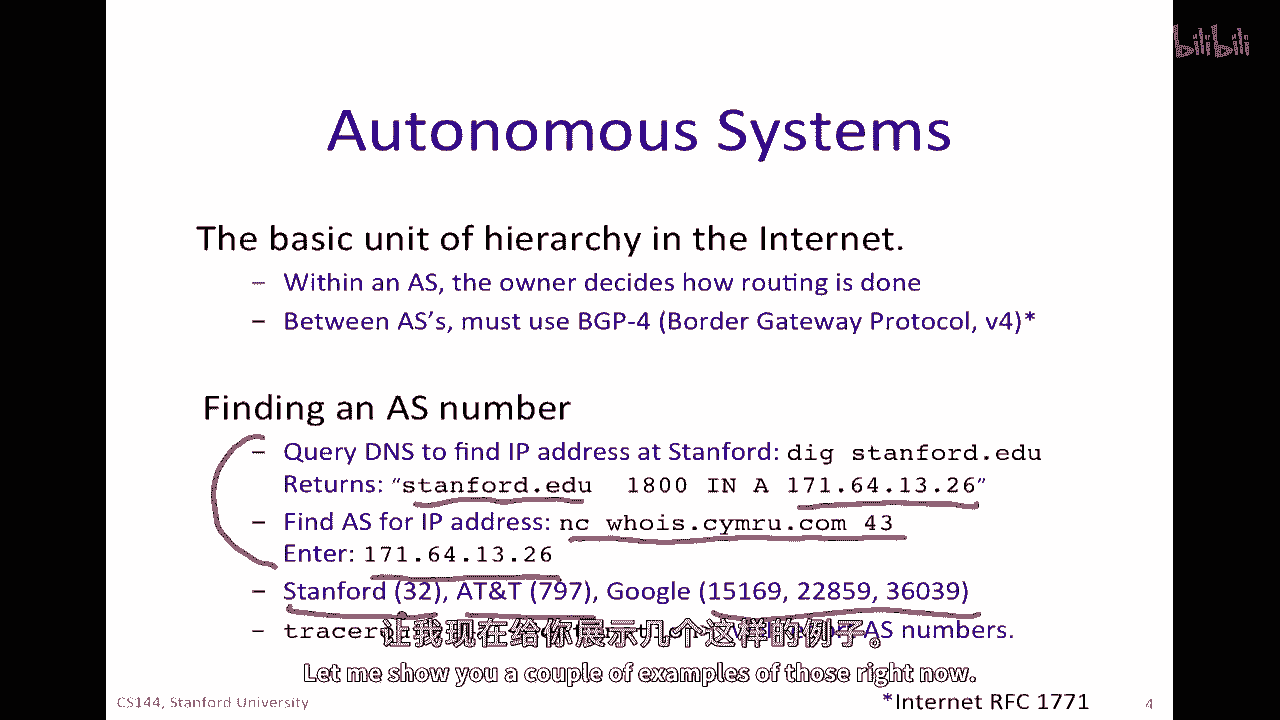 bilibili
Autonomous Systems
The basic unit of hierarchy in the Internet.
– Within an AS, the owner decides how routing is done
– Between AS's, must use BGP-4 (Border Gateway Protocol, v4)*
Finding an AS number
– Query DNS to find IP address at Stanford: dig stanford.edu
Returns: “stanford.edu 1800 IN A 171.64.13.26”
– Find AS for IP address: nc whois.cymru.com 43
Enter: 171.64.13.26
– Stanford (32), AT&T (797), Google (15169, 22859, 36039)
– AS numbers.
让我现在给你展示几个这样的例子。
Let me show you a couple of examples of those right now.
CS144, Stanford University
*Internet RFC 1771
4